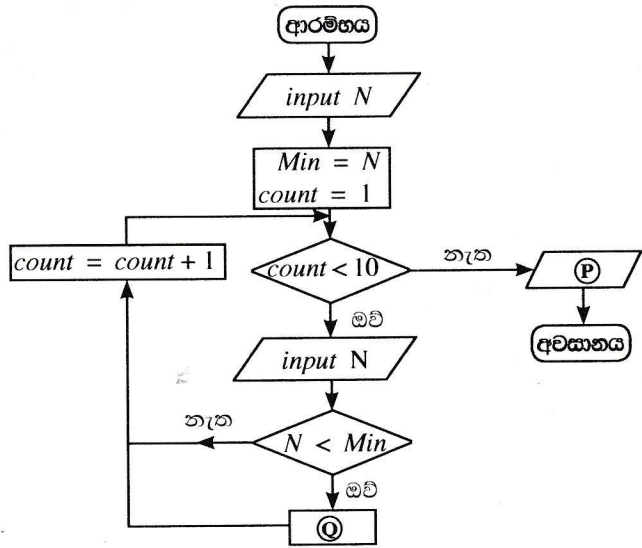 ආරම්භය
input N
Min = N
count = 1
count = count + 1
count < 10
නැත
P
ඔව්
අවසානය
input N
නැත
N < Min
ඔව්
Q